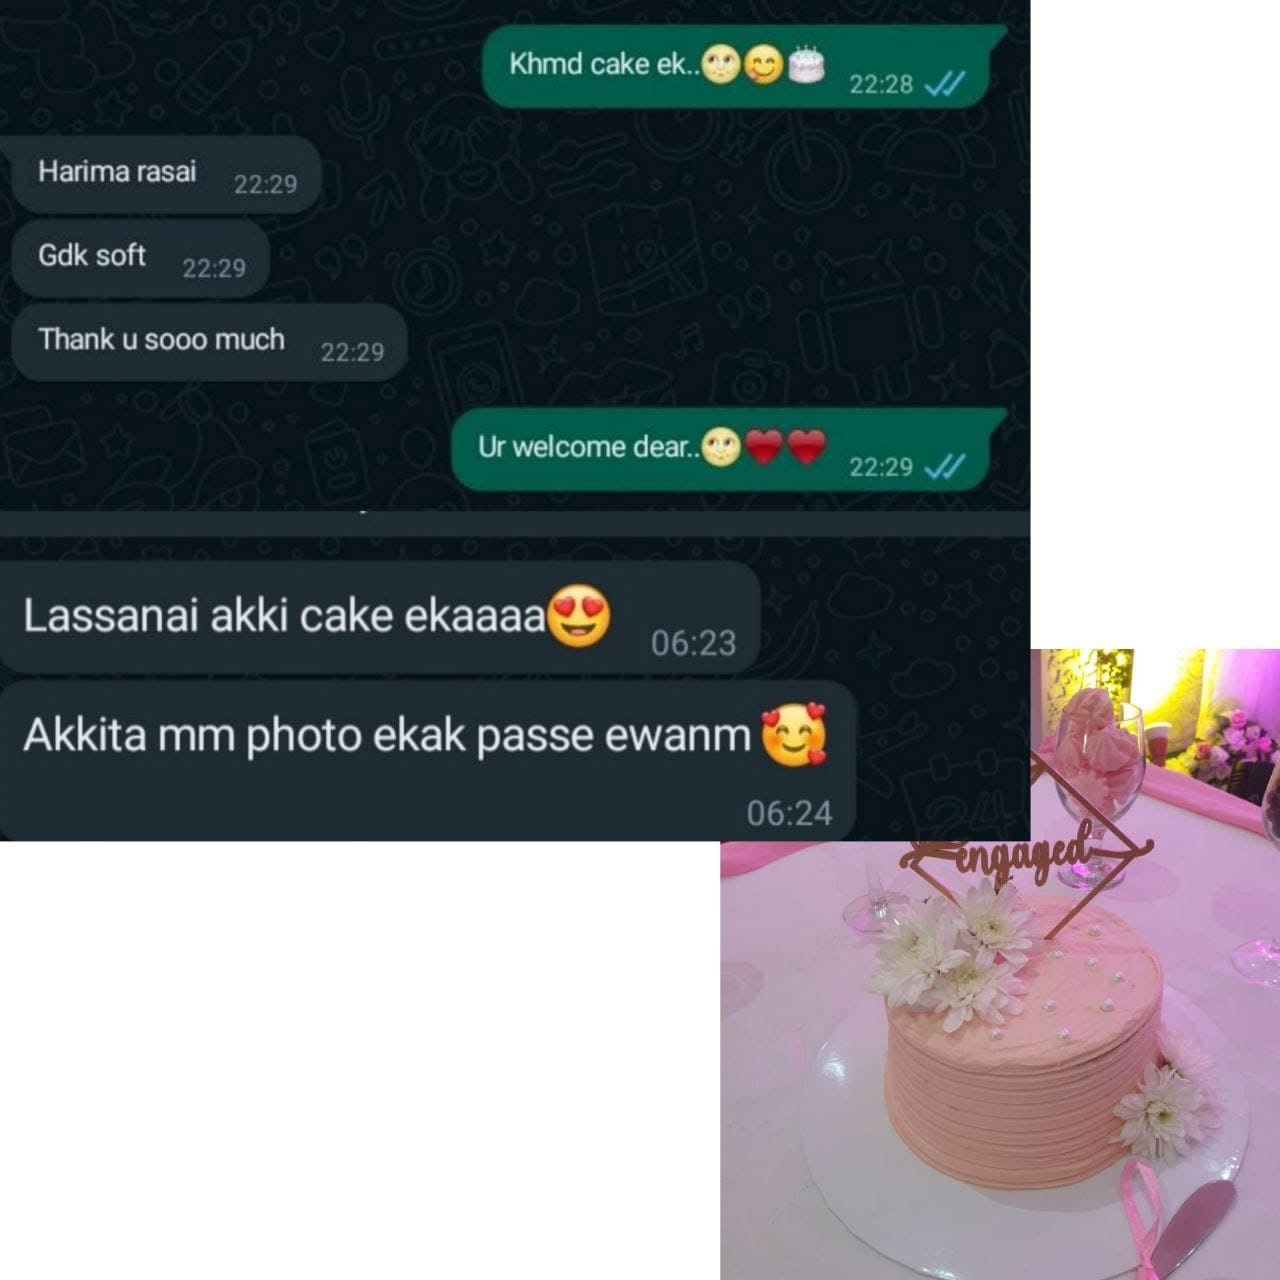 Khmd cake ek..🌝😋🎂
22:28
Harima rasai 22:29
Gdk soft 22:29
Thank u sooo much 22:29
Ur welcome dear..🌝❤️❤️
22:29
Lassanai akki cake ekaaaa😍
06:23
Akkita mm photo ekak passe ewanm 🥰
06:24
engaged